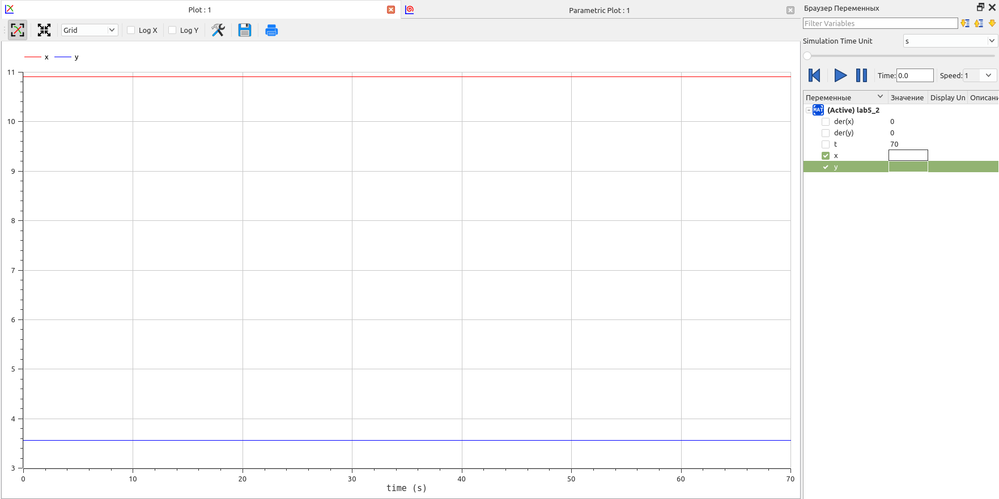 Plot : 1
Parametric Plot : 1
Браузер Переменных
Grid
Log X
Log Y
Filter Variables
Simulation Time Unit
s
Time:
0.0
Speed:
1
Переменные
Значение
Display Un
Описани
MAT
(Active) lab5_2
der(x)
0
der(y)
0
t
70
x
y
x
y
11
10
9
8
7
6
5
4
3
0
10
20
30
40
50
60
70
time (s)